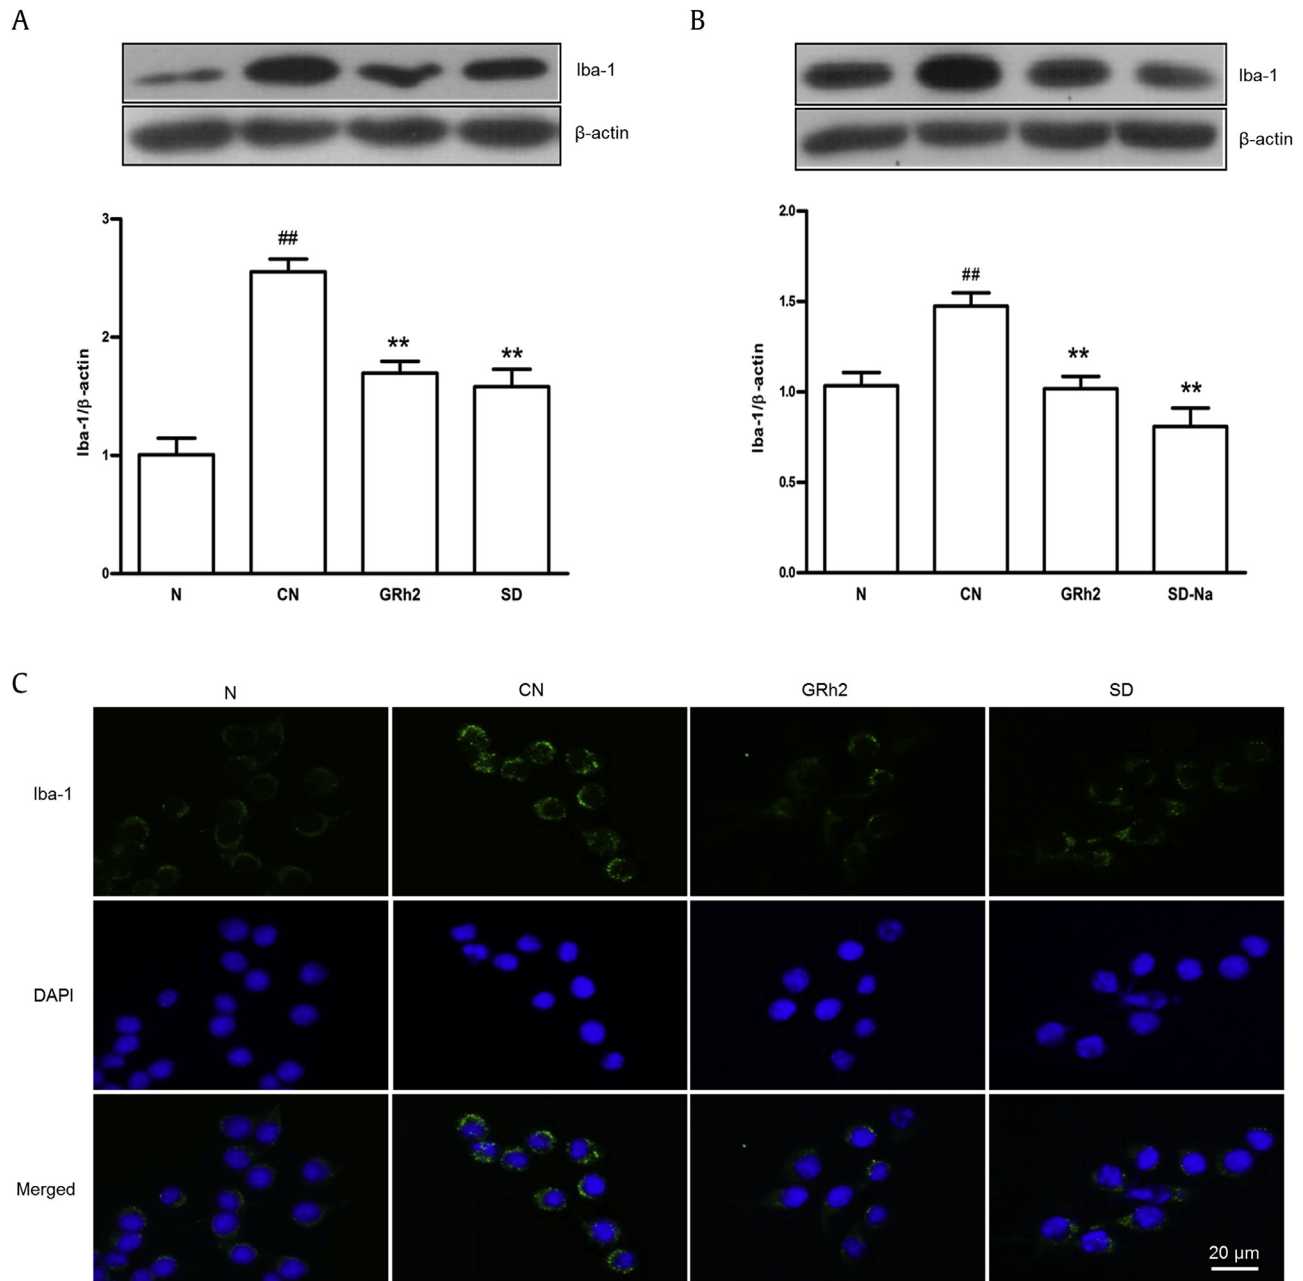 A
Iba-1
β-actin
3
2
1
0
Iba-1/β-actin
##
**
**
N CN GRh2 SD
B
Iba-1
β-actin
2.0
1.5
1.0
0.5
0.0
Iba-1/β-actin
##
**
**
N CN GRh2 SD-Na
C
N CN GRh2 SD
Iba-1
DAPI
Merged
20 µm